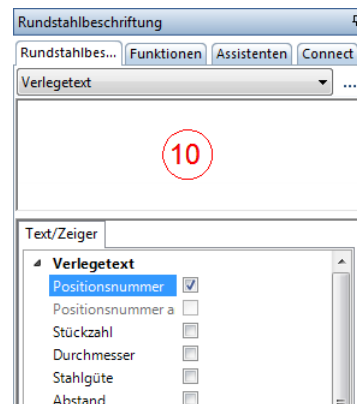 Rundstahlbeschriftung
Rundstahlbes... Funktionen Assistenten Connect
Verlegetext ...
10
Text/Zeiger
Verlegetext
Positionsnummer
Positionsnummer a
Stückzahl
Durchmesser
Stahlgüte
Abstand